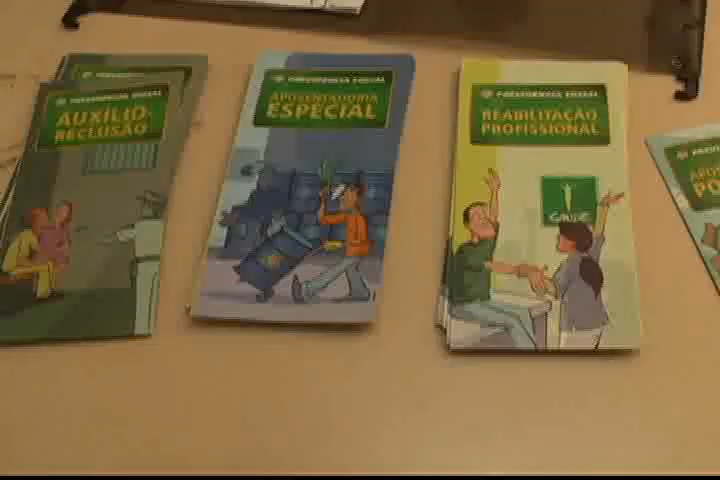 PREVIDÊNCIA SOCIAL
AUXÍLIO-
RECLUSÃO
PREVIDÊNCIA SOCIAL
APOSENTADORIA
ESPECIAL
PREVIDÊNCIA SOCIAL
REABILITAÇÃO
PROFISSIONAL